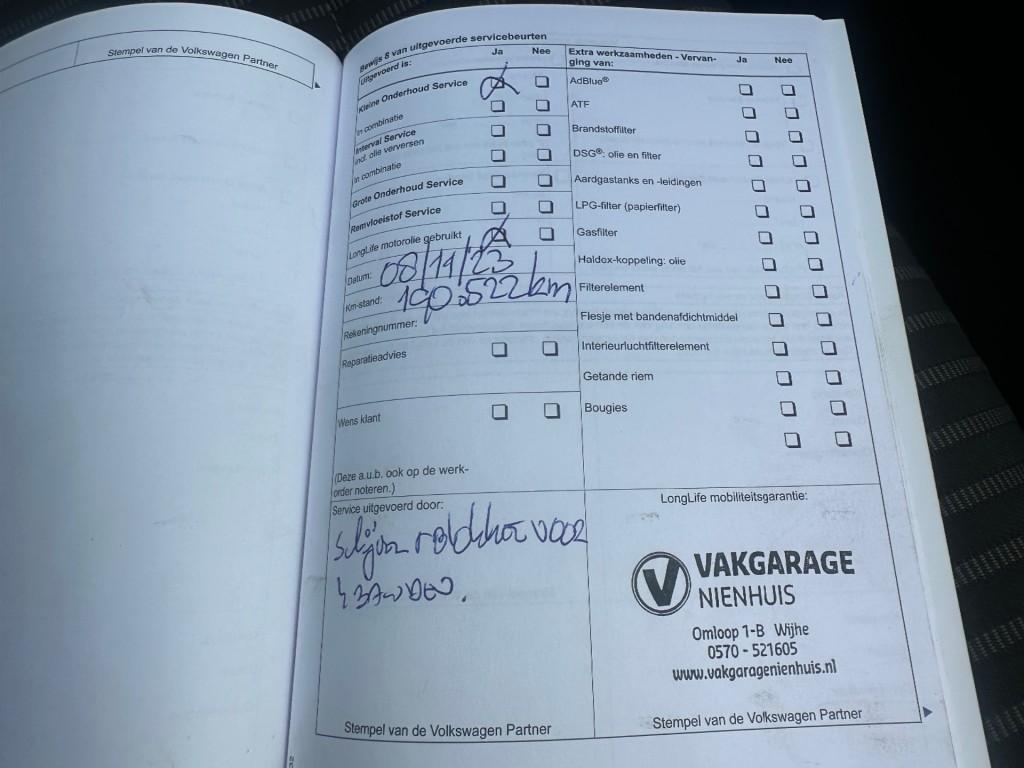 Stempel van de Volkswagen Partner
Bewijs 8 van uitgevoerde servicebeurten
Uitgevoerd is: Ja Nee
Kleine Onderhoud Service
In combinatie
Interval Service
incl. olie verversen
In combinatie
Grote Onderhoud Service
Remvloeistof Service
LongLife motorolie gebruikt
Datum: 08/11/23
Km-stand: 190.522km
Rekeningnummer:
Reparatieadvies
Wens klant
(Deze a.u.b. ook op de werk-
order noteren.)
Extra werkzaamheden - Vervan-
ging van: Ja Nee
AdBlue®
ATF
Brandstoffilter
DSG®: olie en filter
Aardgastanks en -leidingen
LPG-filter (papierfilter)
Gasfilter
Haldex-koppeling: olie
Filterelement
Flesje met bandenafdichtmiddel
Interieurluchtfilterelement
Getande riem
Bougies
Service uitgevoerd door:
voor
4 banden.
Stempel van de Volkswagen Partner
LongLife mobiliteitsgarantie:
V VAKGARAGE
NIENHUIS
Omloop 1-B Wijhe
0570 - 521605
www.vakgaragenienhuis.nl
Stempel van de Volkswagen Partner